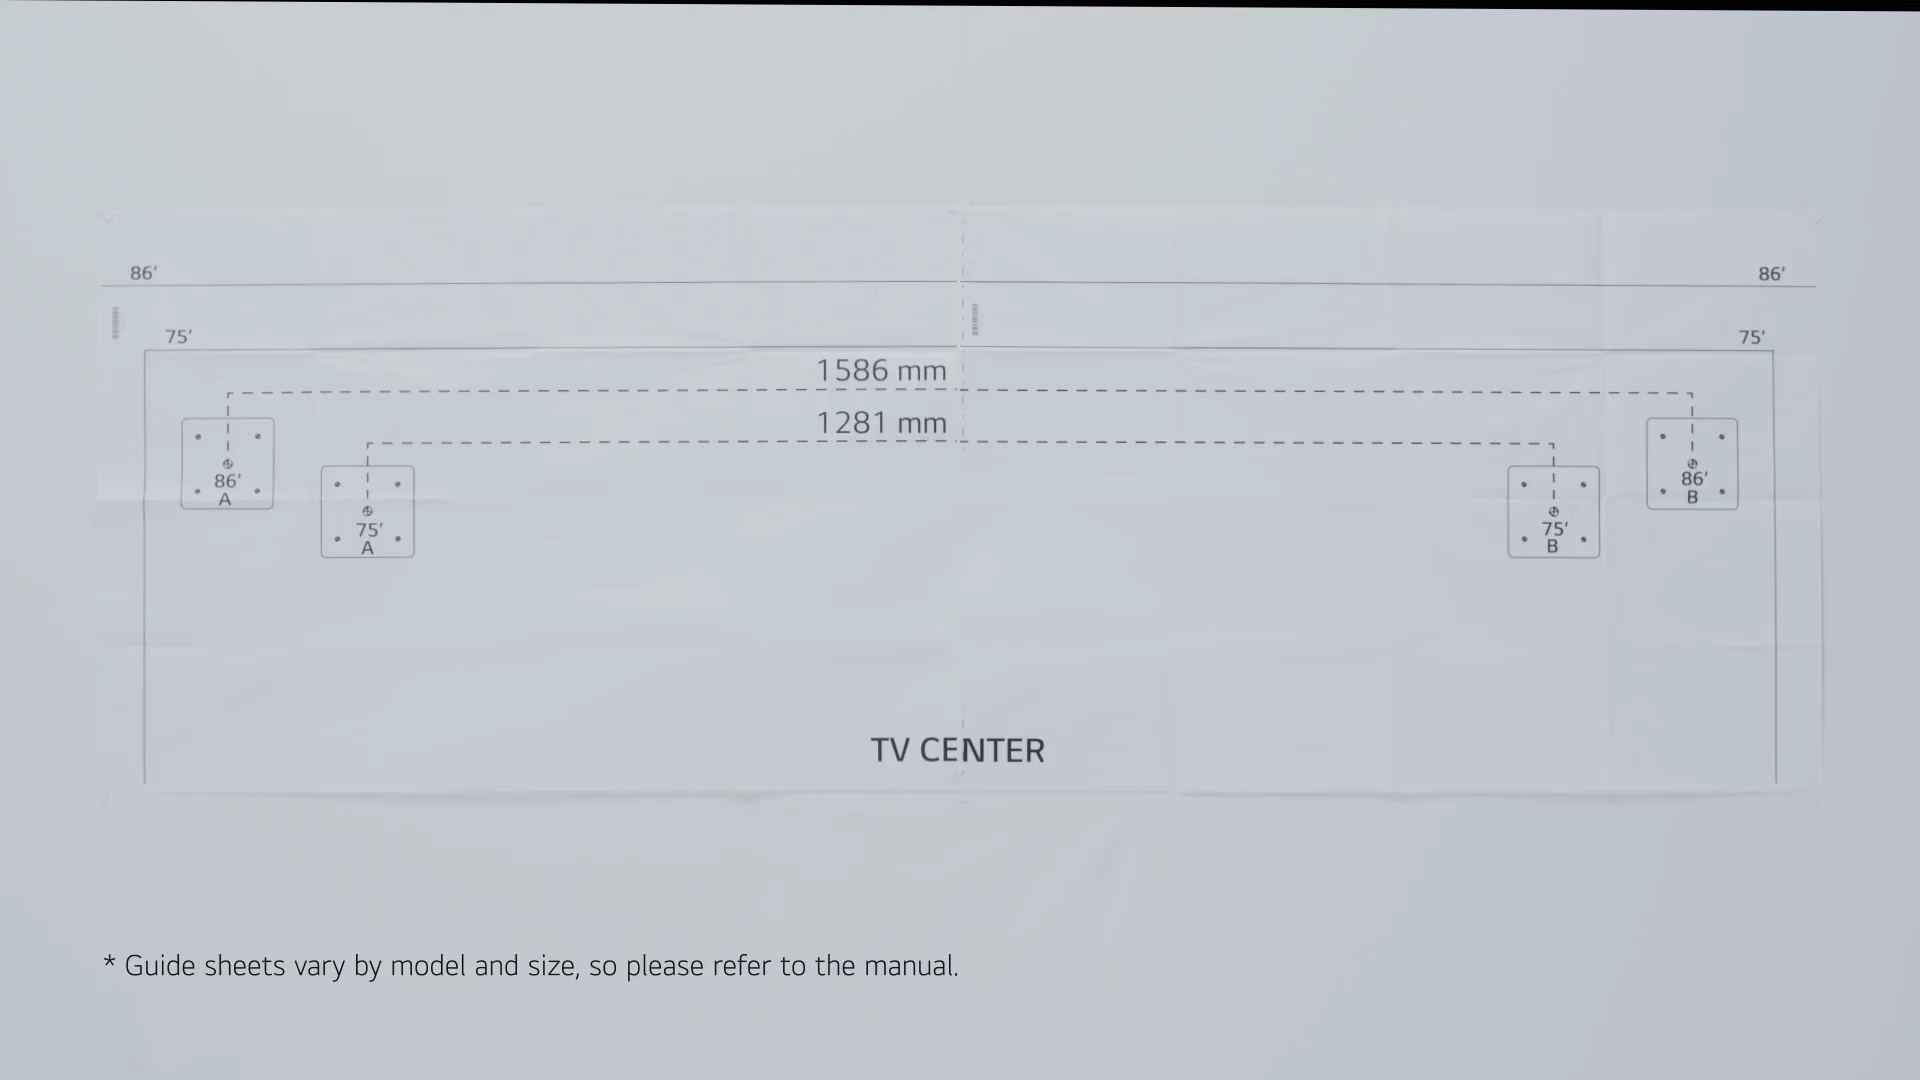 86′ 86′
75′ 75′
1586 mm
1281 mm
86′ 86′
A B
75′ 75′
A B
TV CENTER
* Guide sheets vary by model and size, so please refer to the manual.